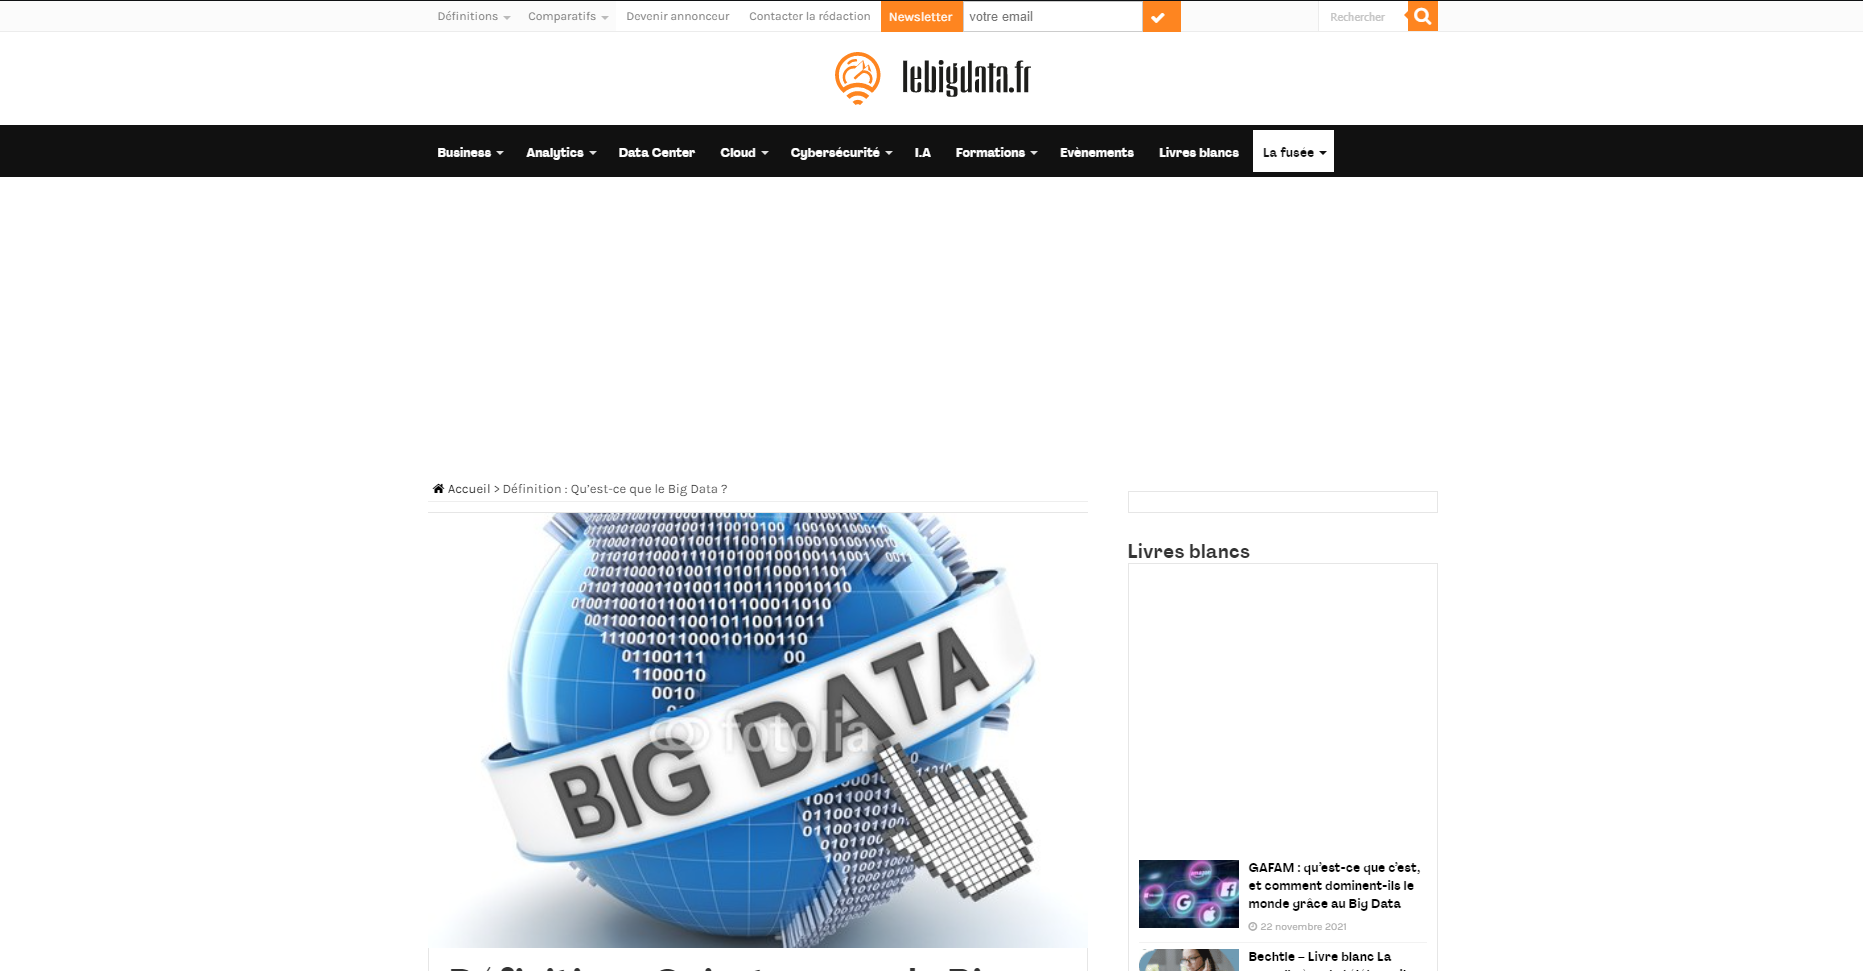 Définitions Comparatifs Devenir annonceur Contacter la rédaction Newsletter votre email Rechercher
lebigdata.fr
Business Analytics Data Center Cloud Cybersécurité I.A Formations Evènements Livres blancs La fusée
Accueil > Définition : Qu'est-ce que le Big Data ?
BIG DATA
fotolia
Livres blancs
GAFAM : qu'est-ce que c'est,
et comment dominent-ils le
monde grâce au Big Data
22 novembre 2021
Bechtle – Livre blanc La